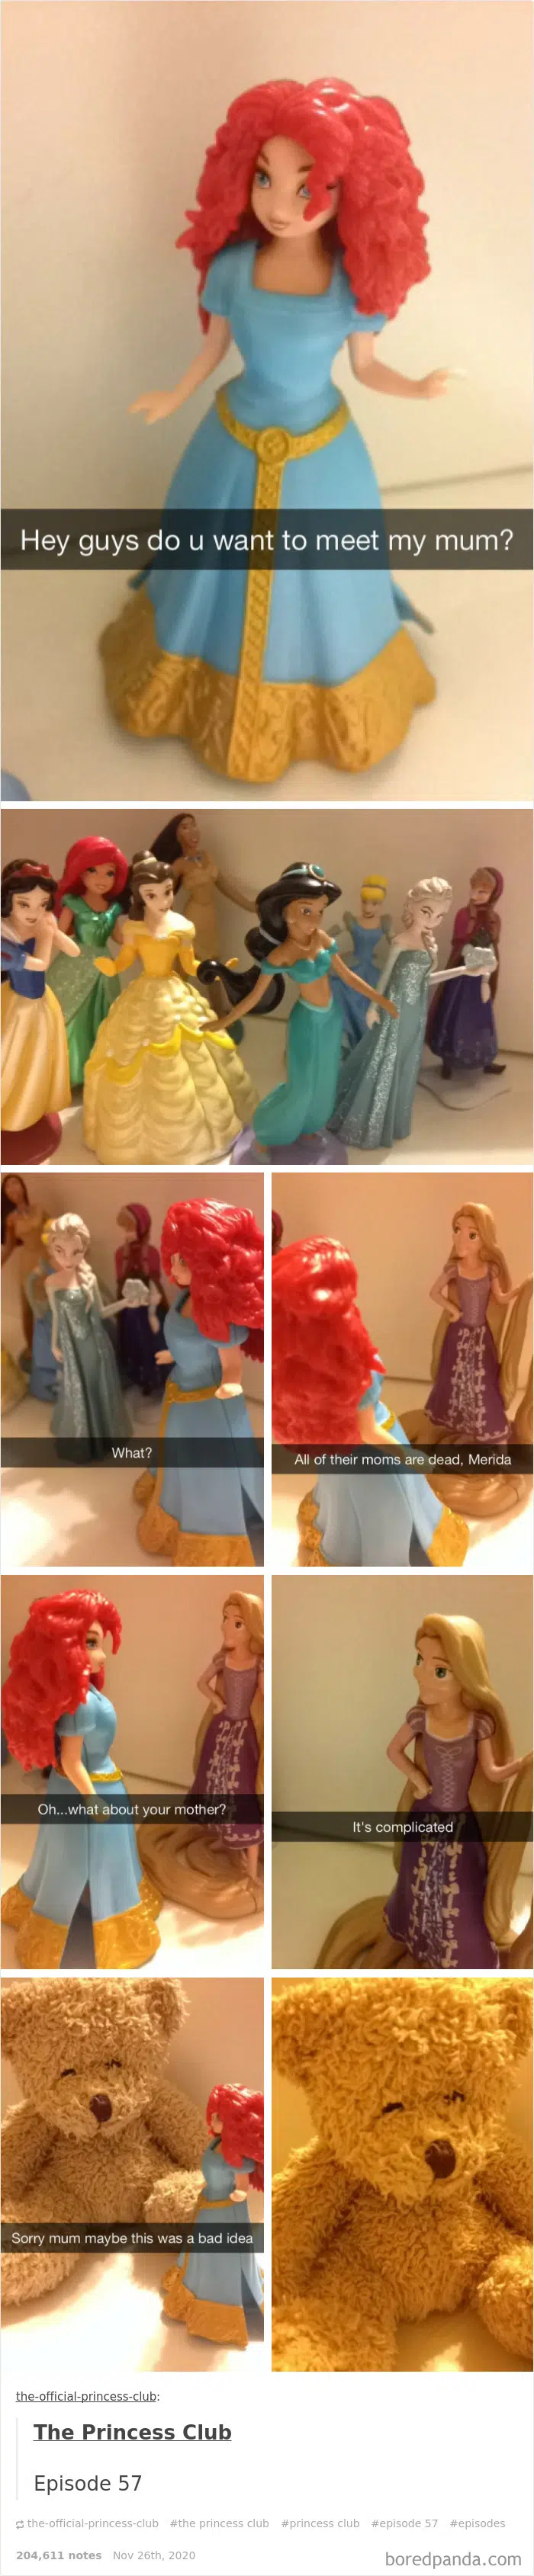 Hey guys do u want to meet my mum?
What?
All of their moms are dead, Merida
Oh...what about your mother?
It's complicated
Sorry mum maybe this was a bad idea
the-official-princess-club:
The Princess Club
Episode 57
the-official-princess-club #the princess club #princess club #episode 57 #episodes
204,611 notes Nov 26th, 2020
boredpanda.com